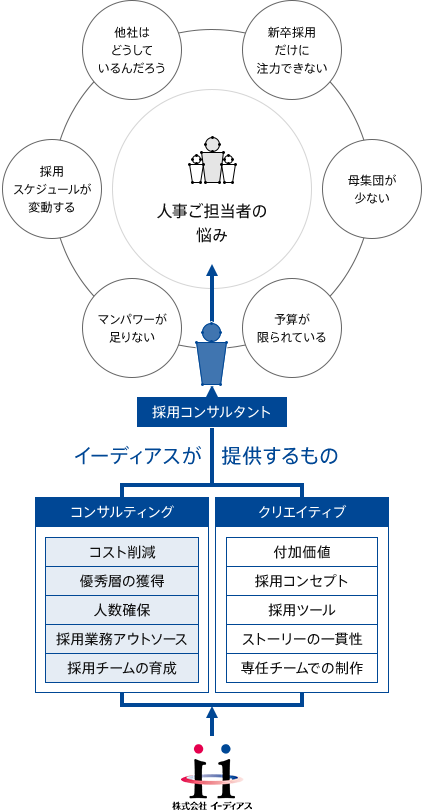 他社は
どうして
いるんだろう
新卒採用
だけに
注力できない
採用
スケジュールが
変動する
人事ご担当者の
悩み
母集団が
少ない
マンパワーが
足りない
予算が
限られている
採用コンサルタント
イーディアスが 提供するもの
コンサルティング
コスト削減
優秀層の獲得
人数確保
採用業務アウトソース
採用チームの育成
クリエイティブ
付加価値
採用コンセプト
採用ツール
ストーリーの一貫性
専任チームでの制作
株式会社 イーディアス